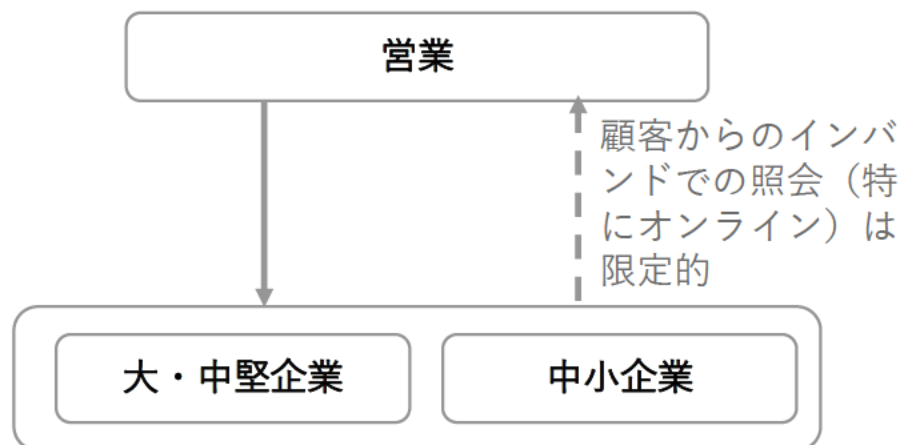 営業
顧客からのインバ
ンドでの照会（特
にオンライン）は
限定的
大・中堅企業
中小企業